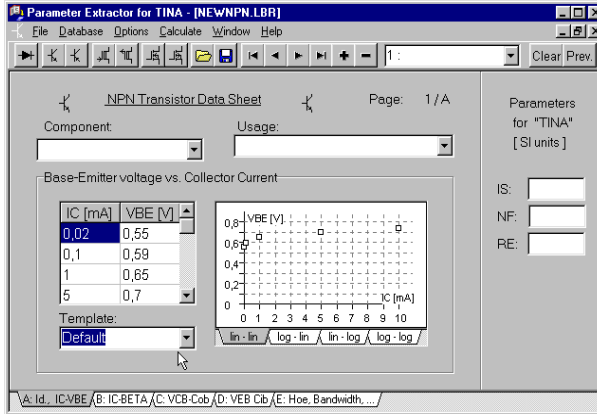 Parameter Extractor for TINA - [NEWNPN.LBR]
File Database Options Calculate Window Help
1 : Clear Prev.
NPN Transistor Data Sheet Page: 1/A
Component: Usage:
Parameters
for "TINA"
[ SI units ]
Base-Emitter voltage vs. Collector Current
IC [mA] VBE [V]
0,02 0,55
0,1 0,59
1 0,65
5 0,7
Template:
Default
VBE [V]
0,8
0,6
0,4
0,2
0
IC [mA]
0 1 2 3 4 5 6 7 8 9 10
lin - lin log - lin lin - log log - log
IS:
NF:
RE:
A: Id., IC-VBE B: IC-BETA C: VCB-Cob D: VEB Cib E: Hoe, Bandwidth, ...